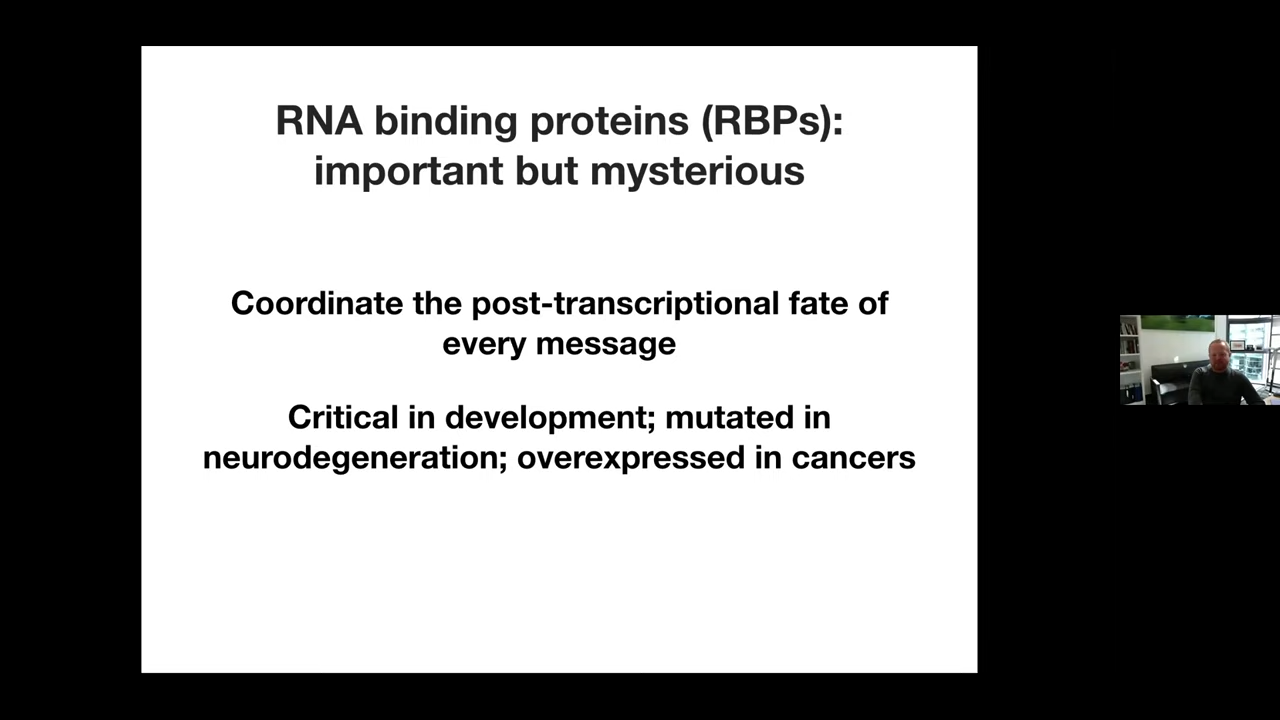 RNA binding proteins (RBPs):
important but mysterious
Coordinate the post-transcriptional fate of
every message
Critical in development; mutated in
neurodegeneration; overexpressed in cancers